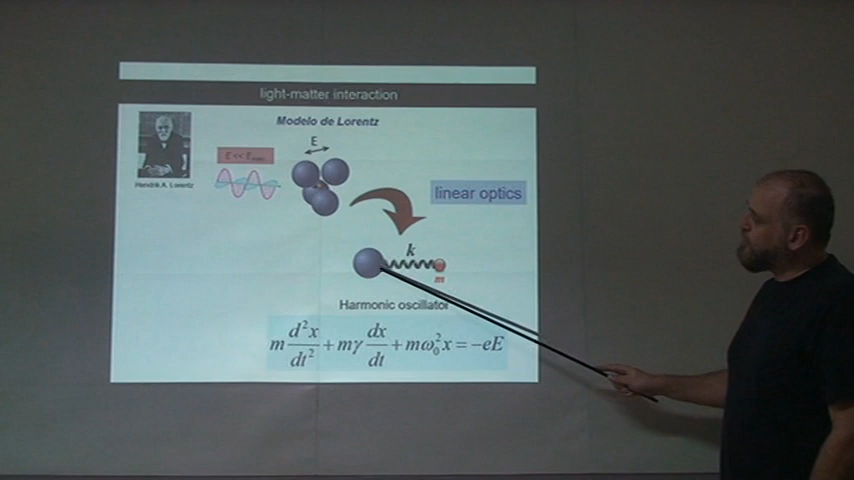 light-matter interaction
Modelo de Lorentz
E
E <<
Hendrik A. Lorentz
linear optics
k
m
Harmonic oscillator
m d²x/dt² + mγ dx/dt + mω₀²x = −eE